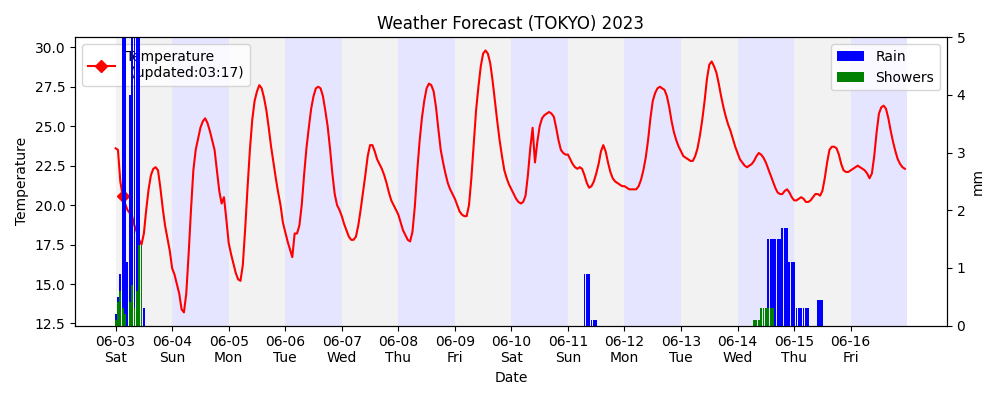 Weather Forecast (TOKYO) 2023
Temperature
(updated:03:17)
Rain
Showers
30.0
27.5
25.0
22.5
20.0
17.5
15.0
12.5
Temperature
5
4
3
2
1
0
mm
06-03 06-04 06-05 06-06 06-07 06-08 06-09 06-10 06-11 06-12 06-13 06-14 06-15 06-16
Sat Sun Mon Tue Wed Thu Fri Sat Sun Mon Tue Wed Thu Fri
Date